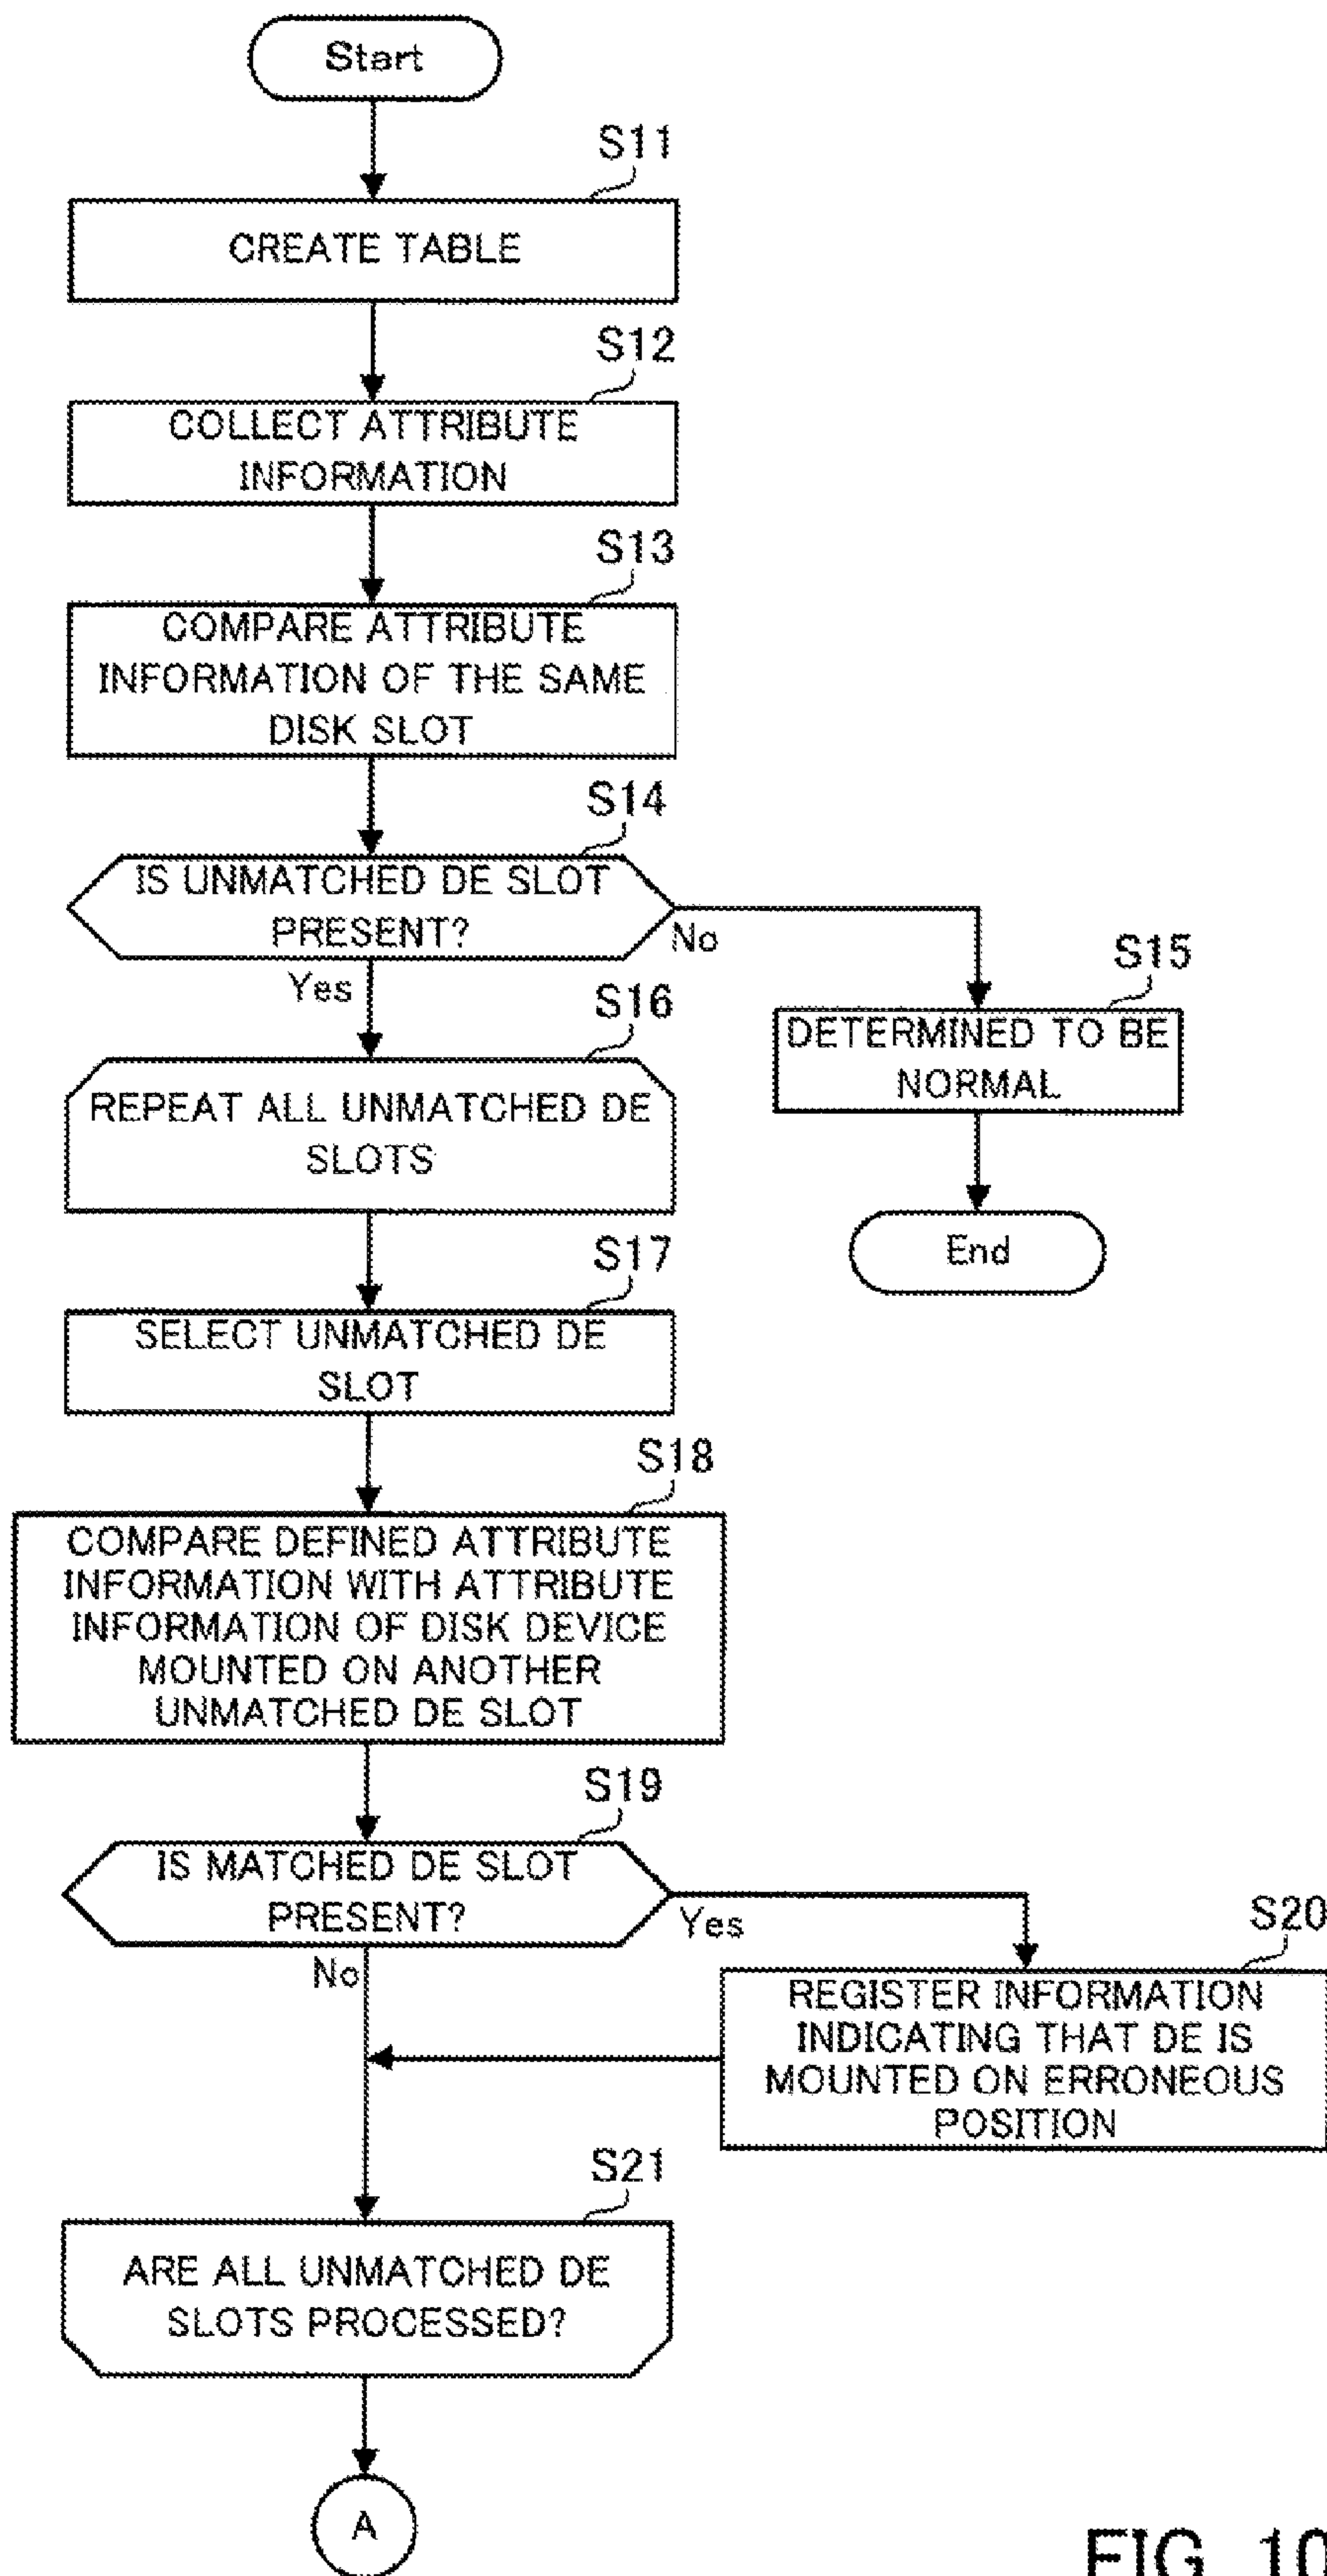 Start
S11
CREATE TABLE
S12
COLLECT ATTRIBUTE
INFORMATION
S13
COMPARE ATTRIBUTE
INFORMATION OF THE SAME
DISK SLOT
S14
IS UNMATCHED DE SLOT
PRESENT?
No
Yes
S15
DETERMINED TO BE
NORMAL
End
S16
REPEAT ALL UNMATCHED DE
SLOTS
S17
SELECT UNMATCHED DE
SLOT
S18
COMPARE DEFINED ATTRIBUTE
INFORMATION WITH ATTRIBUTE
INFORMATION OF DISK DEVICE
MOUNTED ON ANOTHER
UNMATCHED DE SLOT
S19
IS MATCHED DE SLOT
PRESENT?
Yes
No
S20
REGISTER INFORMATION
INDICATING THAT DE IS
MOUNTED ON ERRONEOUS
POSITION
S21
ARE ALL UNMATCHED DE
SLOTS PROCESSED?
A
FIG. 10